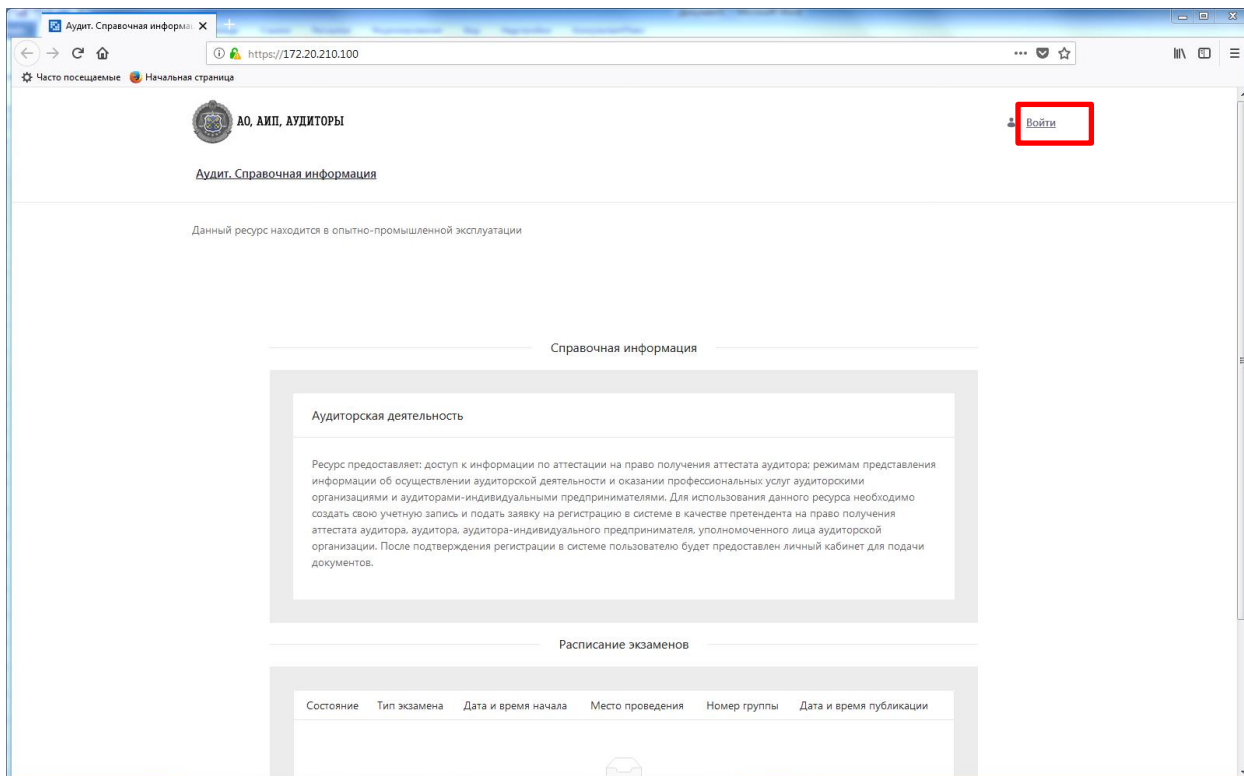 Аудит. Справочная информа
https://172.20.210.100
Часто посещаемые Начальная страница
АО, АИП, АУДИТОРЫ
Войти
Аудит. Справочная информация
Данный ресурс находится в опытно-промышленной эксплуатации
Справочная информация
Аудиторская деятельность
Ресурс предоставляет: доступ к информации по аттестации на право получения аттестата аудитора; режимам представления
информации об осуществлении аудиторской деятельности и оказании профессиональных услуг аудиторскими
организациями и аудиторами-индивидуальными предпринимателями. Для использования данного ресурса необходимо
создать свою учетную запись и подать заявку на регистрацию в системе в качестве претендента на право получения
аттестата аудитора, аудитора, аудитора-индивидуального предпринимателя, уполномоченного лица аудиторской
организации. После подтверждения регистрации в системе пользователю будет предоставлен личный кабинет для подачи
документов.
Расписание экзаменов
Состояние Тип экзамена Дата и время начала Место проведения Номер группы Дата и время публикации